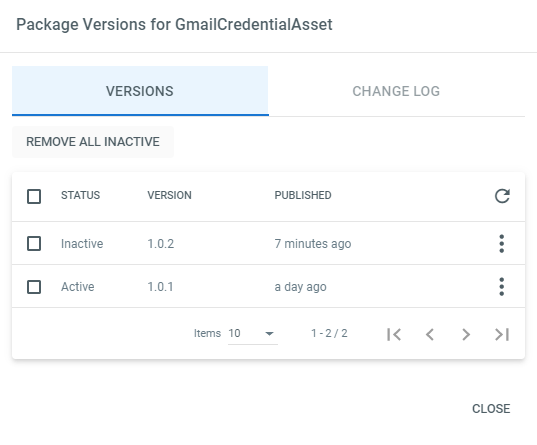 Package Versions for GmailCredentialAsset
VERSIONS CHANGE LOG
REMOVE ALL INACTIVE
STATUS VERSION PUBLISHED
Inactive 1.0.2 7 minutes ago
Active 1.0.1 a day ago
Items 10 1 - 2 / 2
CLOSE